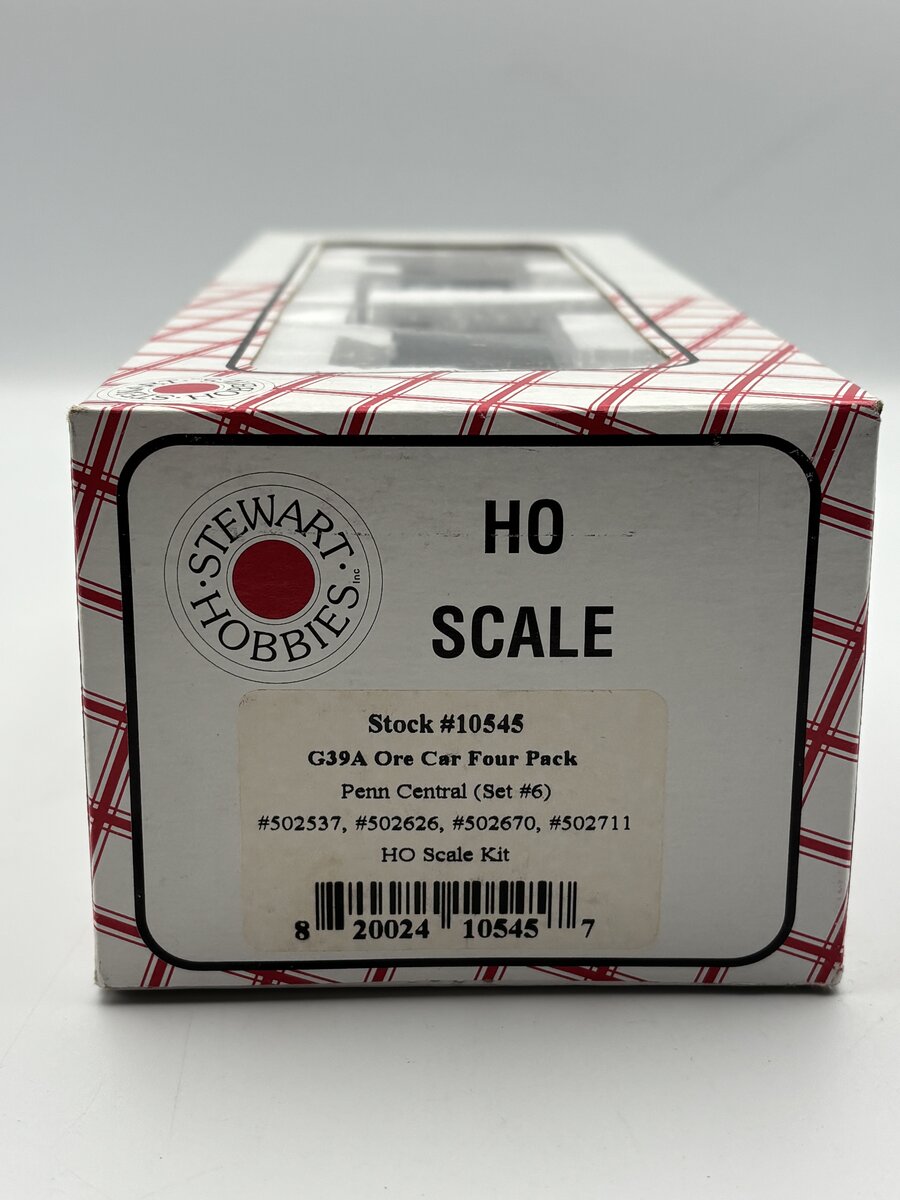 ·STEWART·
HOBBIES Inc
HO
SCALE
Stock #10545
G39A Ore Car Four Pack
Penn Central (Set #6)
#502537, #502626, #502670, #502711
HO Scale Kit
8 20024 10545 7